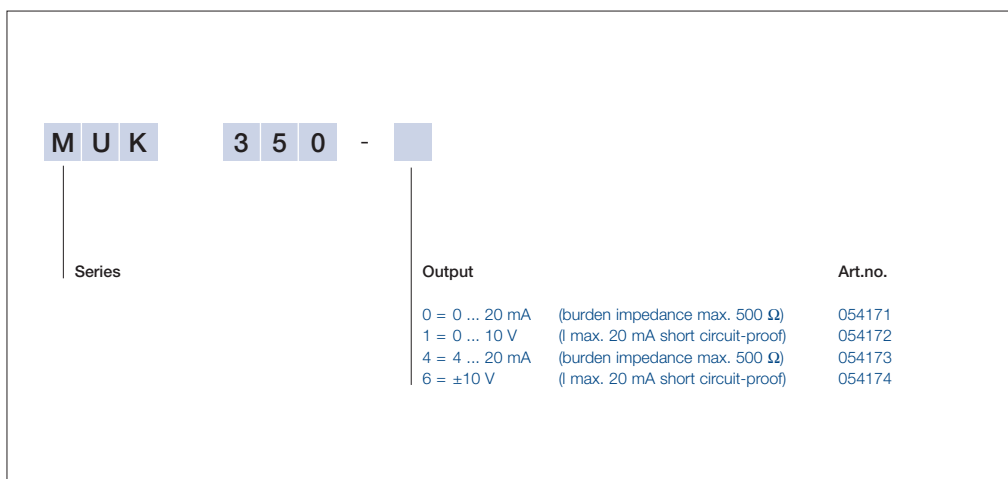 M U K 3 5 0 -
Series
Output Art.no.
0 = 0 ... 20 mA (burden impedance max. 500 Ω) 054171
1 = 0 ... 10 V (I max. 20 mA short circuit-proof) 054172
4 = 4 ... 20 mA (burden impedance max. 500 Ω) 054173
6 = ±10 V (I max. 20 mA short circuit-proof) 054174